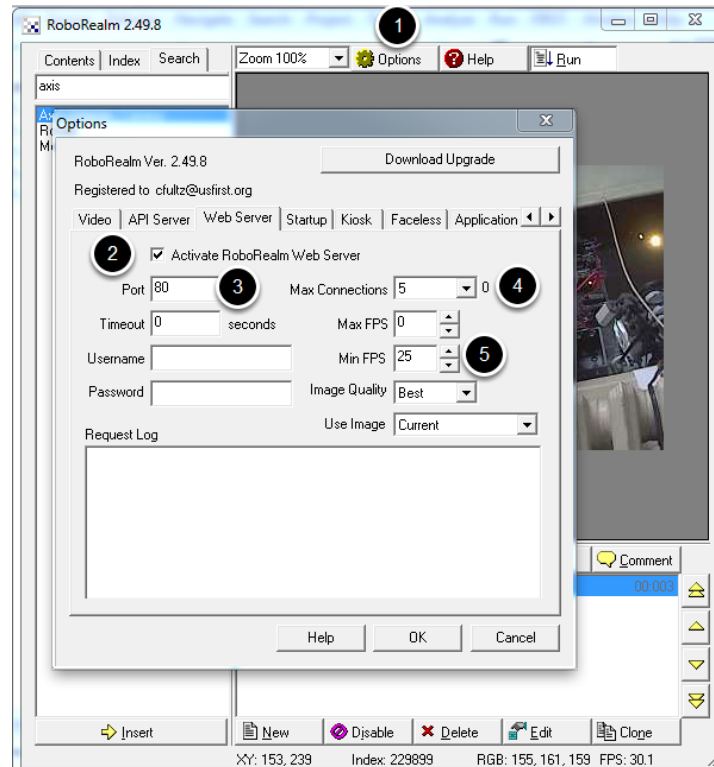 RoboRealm 2.49.8
1
Contents Index Search
Zoom 100% Options Help Run
axis
Options
RoboRealm Ver. 2.49.8 Download Upgrade
Registered to cfultz@usfirst.org
Video API Server Web Server Startup Kiosk Faceless Application
2 Activate RoboRealm Web Server
Port 80 3 Max Connections 5 0 4
Timeout 0 seconds Max FPS 0
Username Min FPS 25 5
Password Image Quality Best
Use Image Current
Request Log
Comment
00:003
Help OK Cancel
Insert New Disable Delete Edit Clone
XY: 153, 239 Index: 229899 RGB: 155, 161, 159 FPS: 30.1